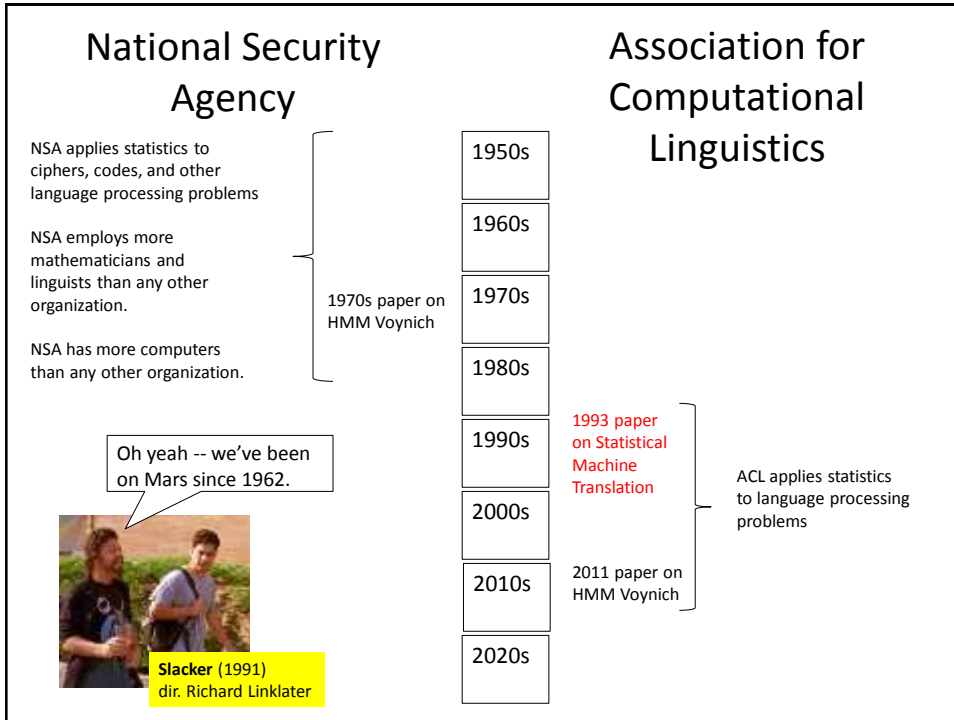 National Security
Agency
Association for
Computational
Linguistics
NSA applies statistics to
ciphers, codes, and other
language processing problems
NSA employs more
mathematicians and
linguists than any other
organization.
NSA has more computers
than any other organization.
1970s paper on
HMM Voynich
1950s
1960s
1970s
1980s
1990s
2000s
2010s
2020s
1993 paper
on Statistical
Machine
Translation
2011 paper on
HMM Voynich
ACL applies statistics
to language processing
problems
Oh yeah -- we've been
on Mars since 1962.
Slacker (1991)
dir. Richard Linklater